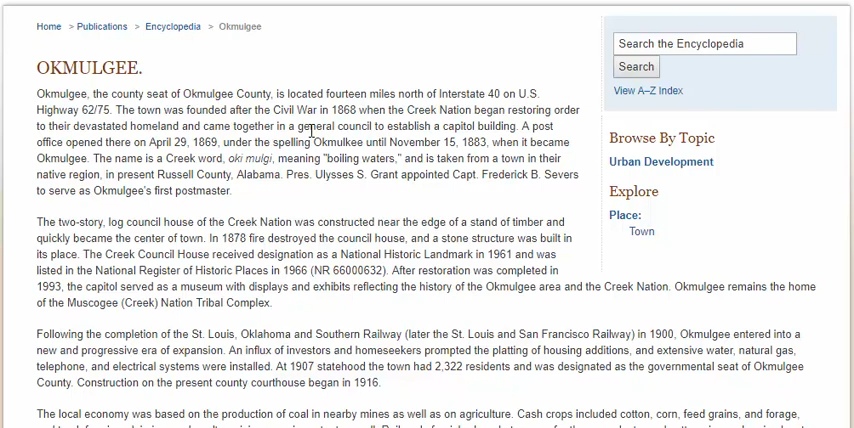 Home > Publications > Encyclopedia > Okmulgee
Search the Encyclopedia
Search
View A–Z Index
Browse By Topic
Urban Development
Explore
Place:
Town
OKMULGEE.
Okmulgee, the county seat of Okmulgee County, is located fourteen miles north of Interstate 40 on U.S.
Highway 62/75. The town was founded after the Civil War in 1868 when the Creek Nation began restoring order
to their devastated homeland and came together in a general council to establish a capitol building. A post
office opened there on April 29, 1869, under the spelling Okmulkee until November 15, 1883, when it became
Okmulgee. The name is a Creek word, oki mulgi, meaning "boiling waters," and is taken from a town in their
native region, in present Russell County, Alabama. Pres. Ulysses S. Grant appointed Capt. Frederick B. Severs
to serve as Okmulgee's first postmaster.
The two-story, log council house of the Creek Nation was constructed near the edge of a stand of timber and
quickly became the center of town. In 1878 fire destroyed the council house, and a stone structure was built in
its place. The Creek Council House received designation as a National Historic Landmark in 1961 and was
listed in the National Register of Historic Places in 1966 (NR 66000632). After restoration was completed in
1993, the capitol served as a museum with displays and exhibits reflecting the history of the Okmulgee area and the Creek Nation. Okmulgee remains the home
of the Muscogee (Creek) Nation Tribal Complex.
Following the completion of the St. Louis, Oklahoma and Southern Railway (later the St. Louis and San Francisco Railway) in 1900, Okmulgee entered into a
new and progressive era of expansion. An influx of investors and homeseekers prompted the platting of housing additions, and extensive water, natural gas,
telephone, and electrical systems were installed. At 1907 statehood the town had 2,322 residents and was designated as the governmental seat of Okmulgee
County. Construction on the present county courthouse began in 1916.
The local economy was based on the production of coal in nearby mines as well as on agriculture. Cash crops included cotton, corn, feed grains, and forage,